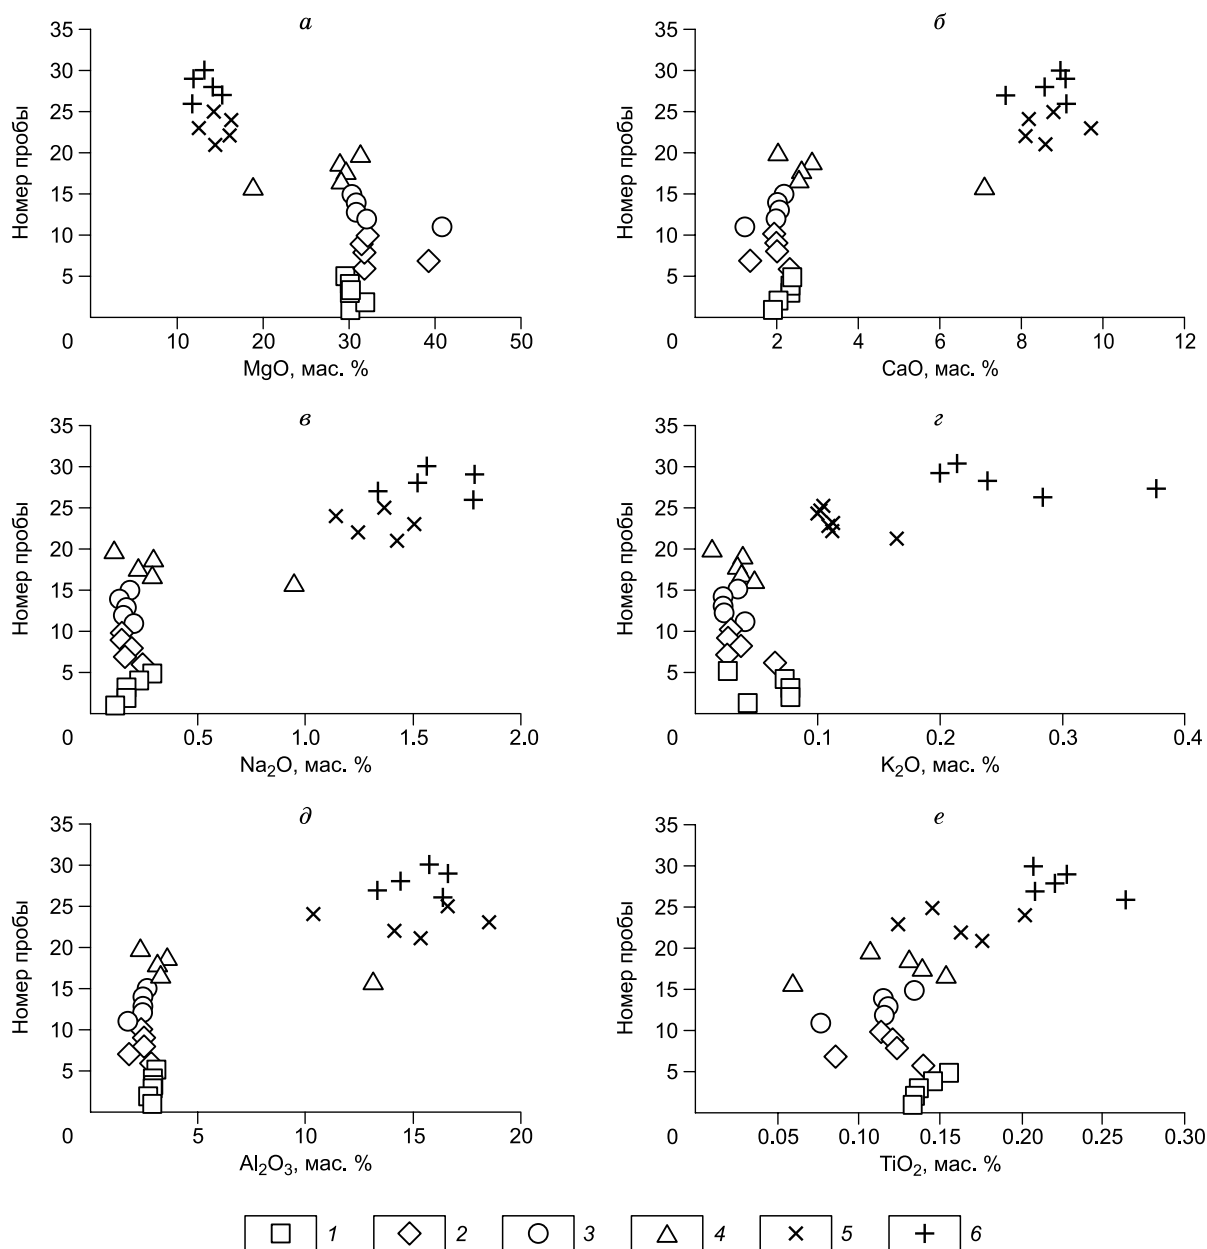 а
35
30
25
20
15
10
5
0
Номер пробы
10 20 30 40 50
MgO, мас. %
б
35
30
25
20
15
10
5
0
Номер пробы
2 4 6 8 10 12
CaO, мас. %
в
35
30
25
20
15
10
5
0
Номер пробы
0.5 1.0 1.5 2.0
Na₂O, мас. %
г
35
30
25
20
15
10
5
0
Номер пробы
0.1 0.2 0.3 0.4
K₂O, мас. %
д
35
30
25
20
15
10
5
0
Номер пробы
5 10 15 20
Al₂O₃, мас. %
е
35
30
25
20
15
10
5
0
Номер пробы
0.05 0.10 0.15 0.20 0.25 0.30
TiO₂, мас. %
1 2 3 4 5 6